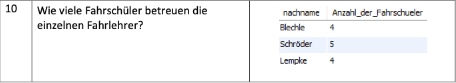 10 Wie viele Fahrschüler betreuen die
einzelnen Fahrlehrer?
nachname Anzahl_der_Fahrschueler
Blechle 4
Schröder 5
Lempke 4